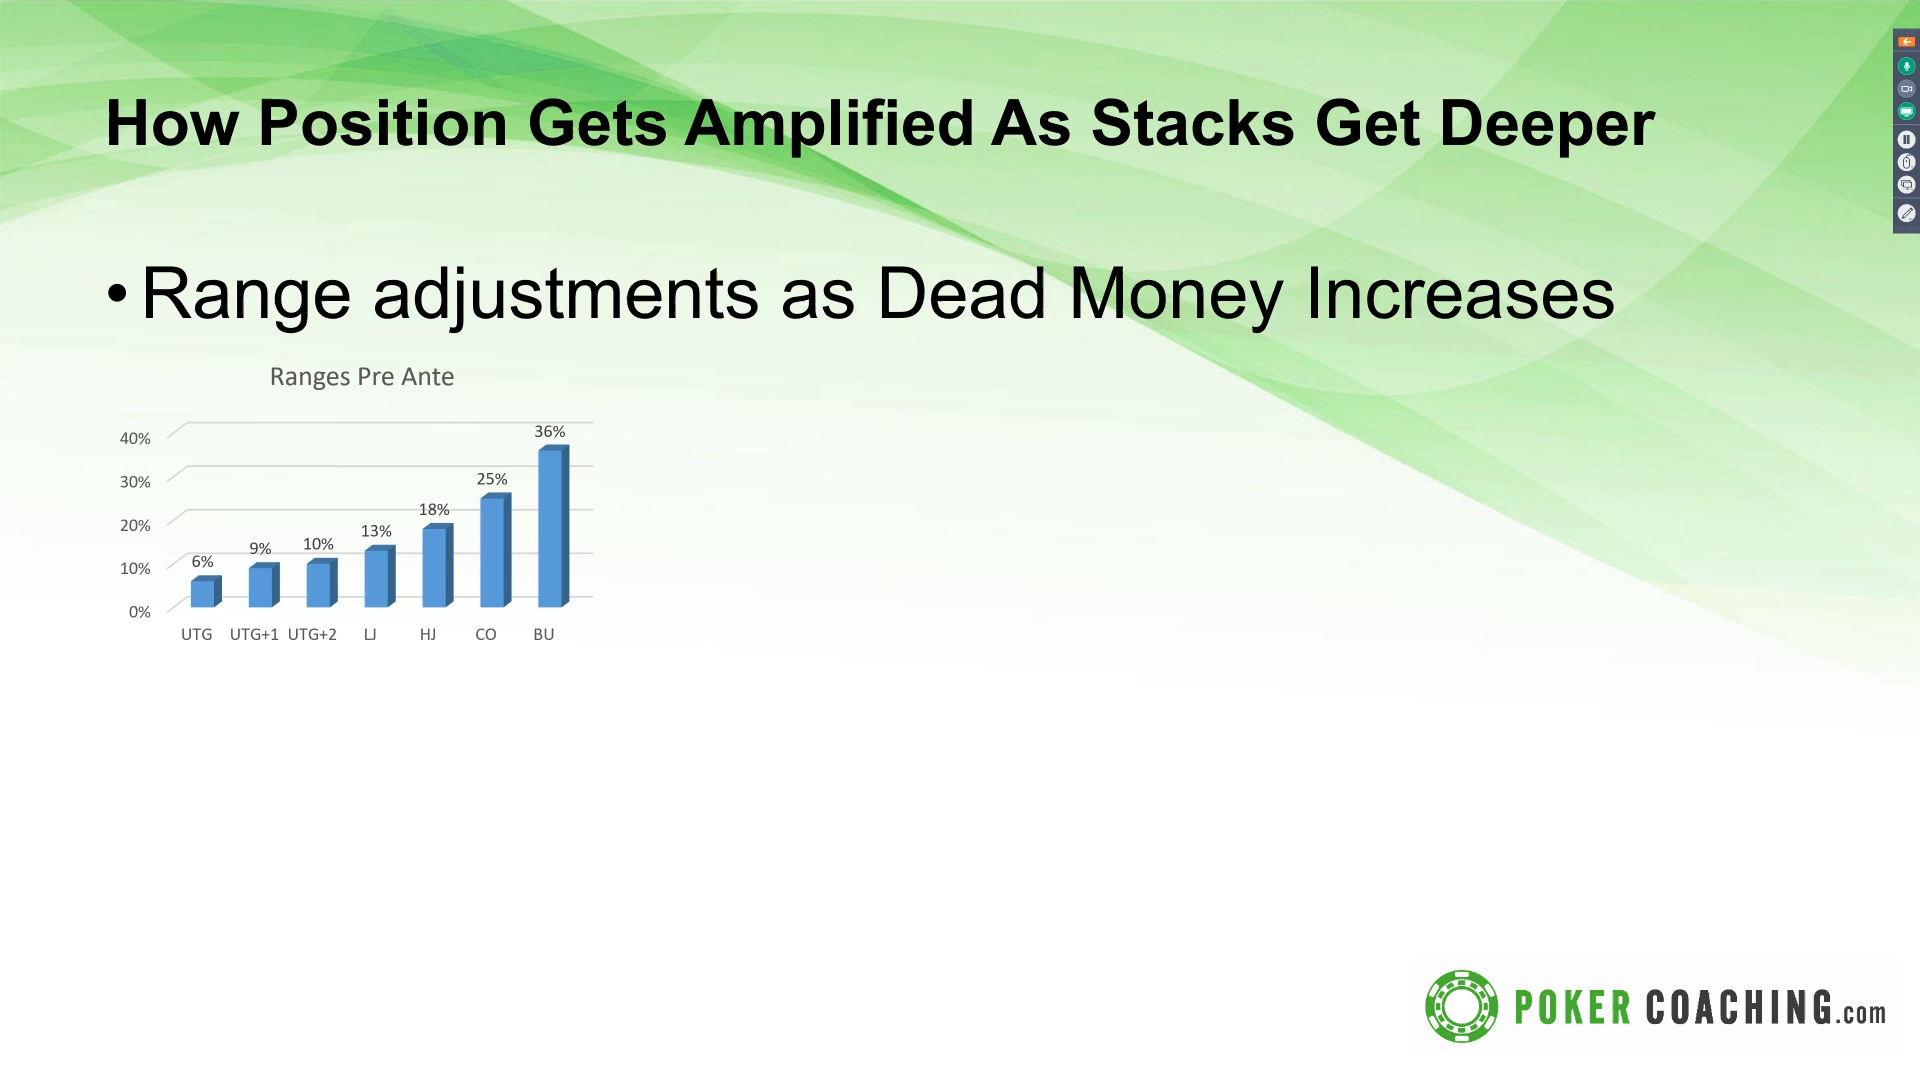 How Position Gets Amplified As Stacks Get Deeper
•Range adjustments as Dead Money Increases
Ranges Pre Ante
40%
30%
20%
10%
0%
6%
9%
10%
13%
18%
25%
36%
UTG UTG+1 UTG+2 LJ HJ CO BU
POKER COACHING.com